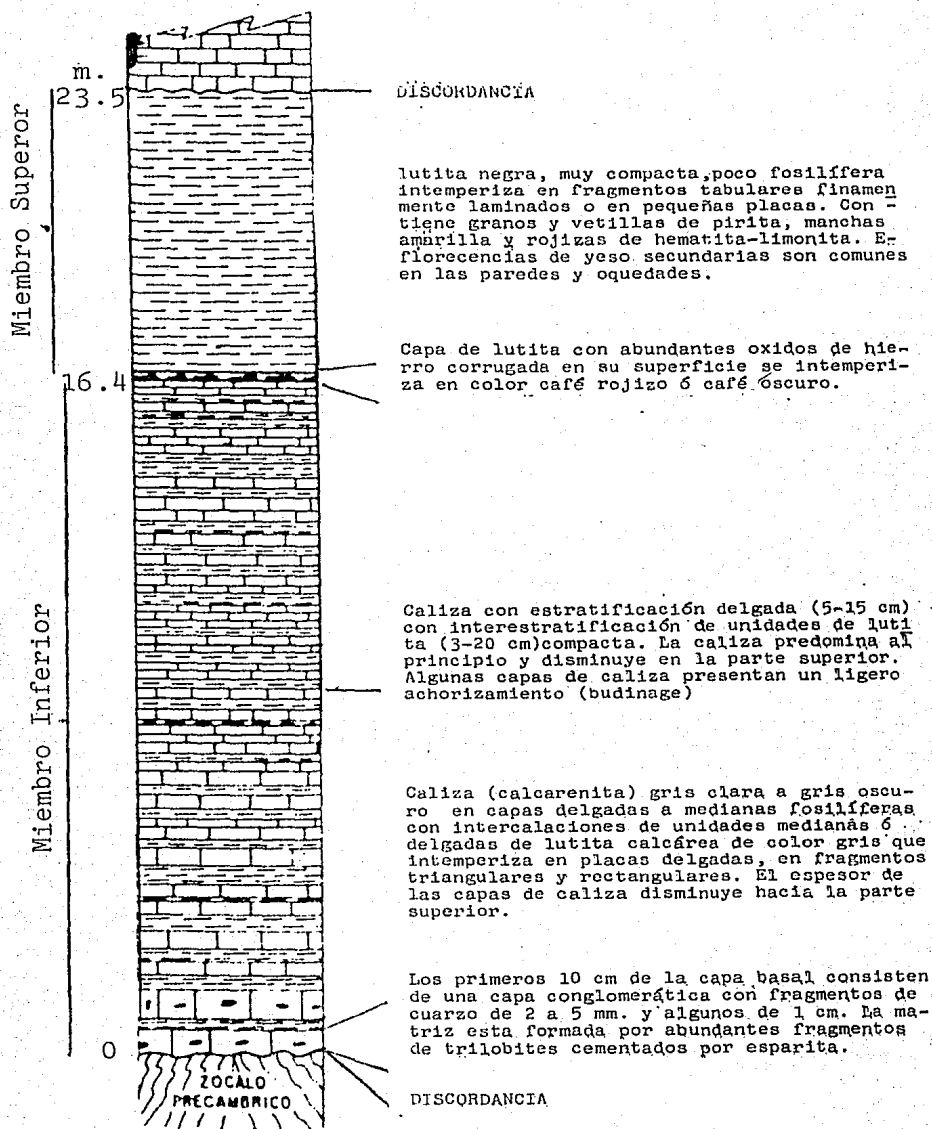 m.
23.5
DISCORDANCIA
Miembro Superor
lutita negra, muy compacta,poco fosilífera
intemperiza en fragmentos tabulares finamen
mente laminados o en pequeñas placas. Con -
tiene granos y vetillas de pirita, manchas
amarilla y rojizas de hematita-limonita. E-
florecencias de yeso secundarias son comunes
en las paredes y oquedades.
Capa de lutita con abundantes oxidos de hie-
rro corrugada en su superficie se intemperi-
za en color café rojizo ó café oscuro.
16.4
Miembro Inferior
Caliza con estratificación delgada (5-15 cm)
con interestratificación de unidades de luti
ta (3-20 cm)compacta. La caliza predomina al
principio y disminuye en la parte superior.
Algunas capas de caliza presentan un ligero
achorizamiento (budinage)
Caliza (calcarenita) gris clara a gris oscu-
ro en capas delgadas a medianas fosilíferas
con intercalaciones de unidades medianas ó
delgadas de lutita calcárea de color gris que
intemperiza en placas delgadas, en fragmentos
triangulares y rectangulares. El espesor de
las capas de caliza disminuye hacia la parte
superior.
Los primeros 10 cm de la capa basal consisten
de una capa conglomerática con fragmentos de
cuarzo de 2 a 5 mm. y algunos de 1 cm. La ma-
triz esta formada por abundantes fragmentos
de trilobites cementados por esparita.
0
ZOCALO
PRECAMBRICO
DISCORDANCIA